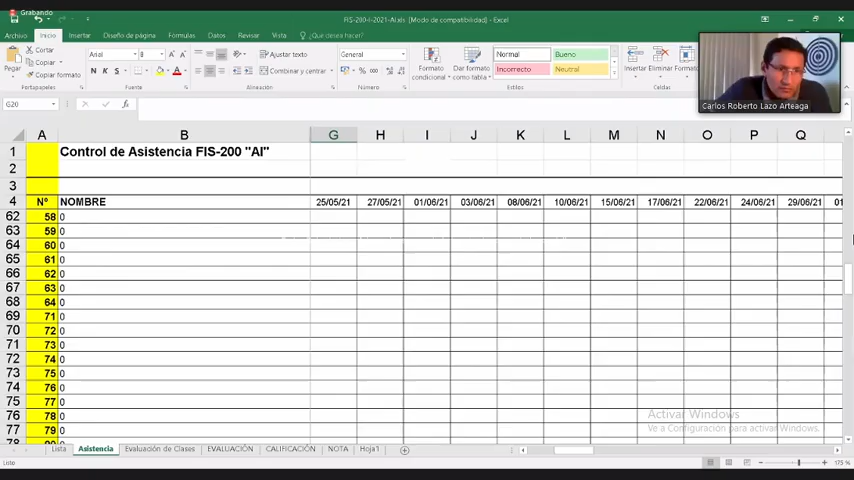 Grabando
FIS-200-I-2021-AI.xls [Modo de compatibilidad] - Excel
Archivo Inicio Insertar Diseño de página Fórmulas Datos Revisar Vista ¿Qué desea hacer?
Pegar
Cortar
Copiar
Copiar formato
Portapapeles
Arial 8
N K S
Fuente
Ajustar texto
Combinar y centrar
Alineación
General
% 000
Número
Formato condicional
Dar formato como tabla
Normal Bueno
Incorrecto Neutral
Estilos
Insertar Eliminar Formato
Celdas
Carlos Roberto Lazo Arteaga
G20 fx
A B G H I J K L M N O P Q
1 Control de Asistencia FIS-200 "AI"
2
3
4 Nº NOMBRE 25/05/21 27/05/21 01/06/21 03/06/21 08/06/21 10/06/21 15/06/21 17/06/21 22/06/21 24/06/21 29/06/21 01
62 58 0
63 59 0
64 60 0
65 61 0
66 62 0
67 63 0
68 64 0
69 71 0
70 72 0
71 73 0
72 74 0
73 75 0
74 76 0
75 77 0
76 78 0
77 79 0
Activar Windows
Ve a Configuración para activar Windows.
Lista Asistencia Evaluación de Clases EVALUACIÓN CALIFICACIÓN NOTA Hoja1
Listo 175 %